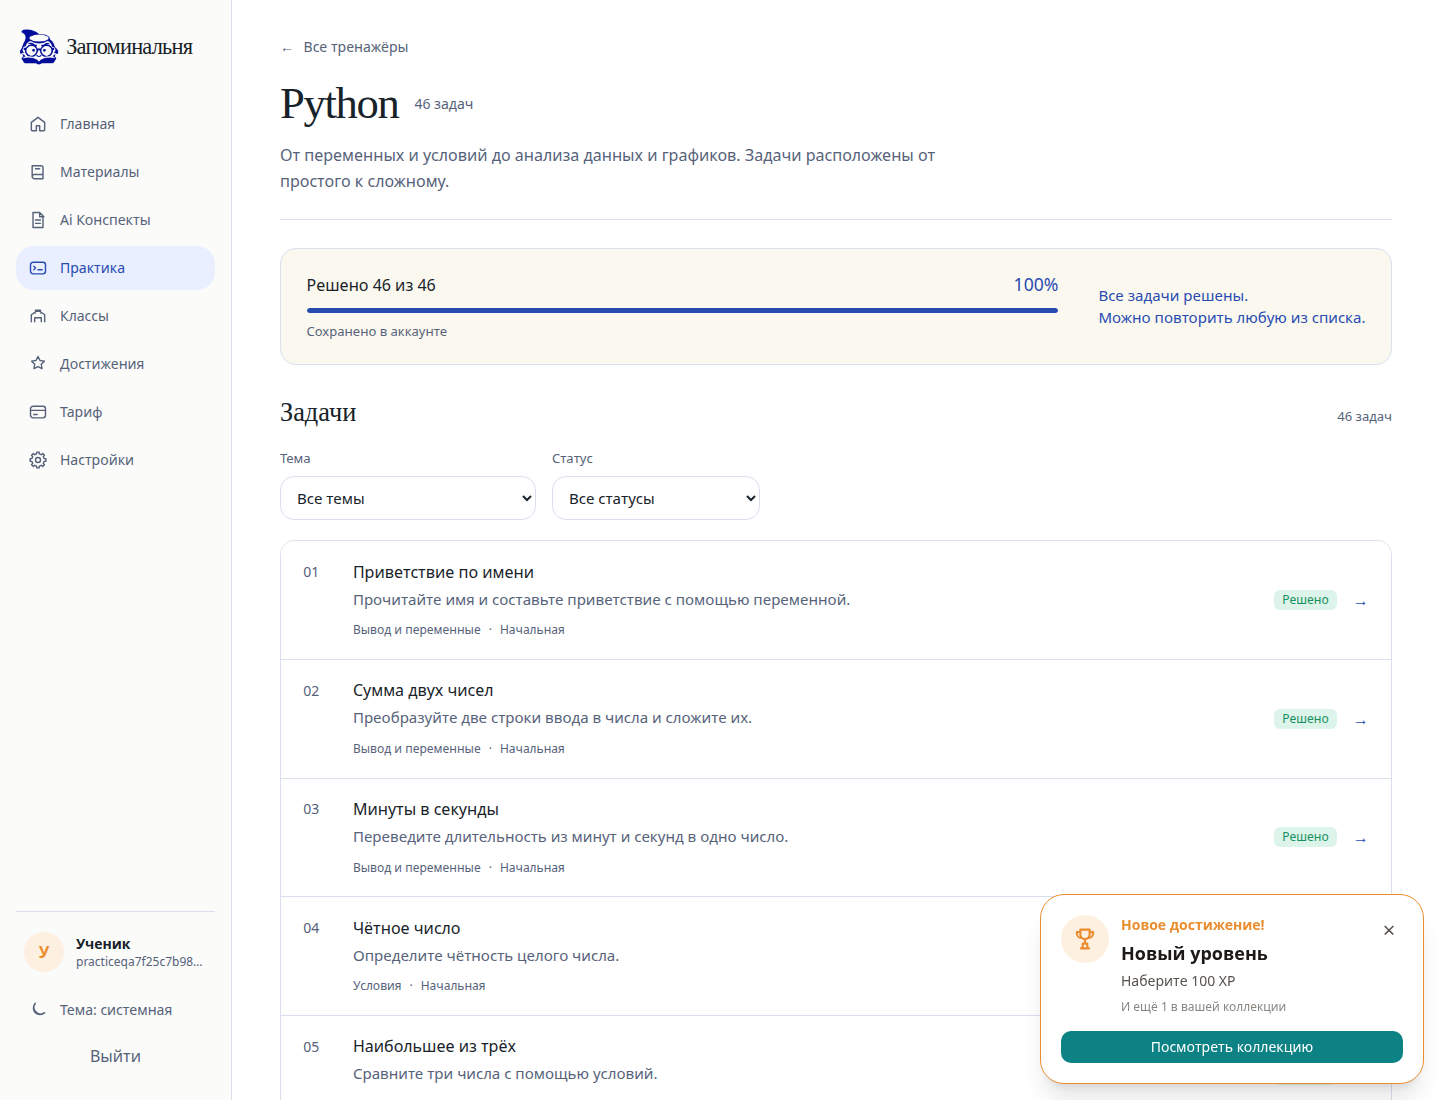 Запоминальня
Главная
Материалы
Ai Конспекты
Практика
Классы
Достижения
Тариф
Настройки
У
Ученик
practiceqa7f25c7b98...
Тема: системная
Выйти
← Все тренажёры
Python 46 задач
От переменных и условий до анализа данных и графиков. Задачи расположены от
простого к сложному.
Решено 46 из 46 100%
Сохранено в аккаунте
Все задачи решены.
Можно повторить любую из списка.
Задачи 46 задач
Тема Статус
Все темы Все статусы
01 Приветствие по имени
Прочитайте имя и составьте приветствие с помощью переменной.
Вывод и переменные · Начальная
Решено →
02 Сумма двух чисел
Преобразуйте две строки ввода в числа и сложите их.
Вывод и переменные · Начальная
Решено →
03 Минуты в секунды
Переведите длительность из минут и секунд в одно число.
Вывод и переменные · Начальная
Решено →
04 Чётное число
Определите чётность целого числа.
Условия · Начальная
05 Наибольшее из трёх
Сравните три числа с помощью условий.
Новое достижение! ×
Новый уровень
Наберите 100 XP
И ещё 1 в вашей коллекции
Посмотреть коллекцию